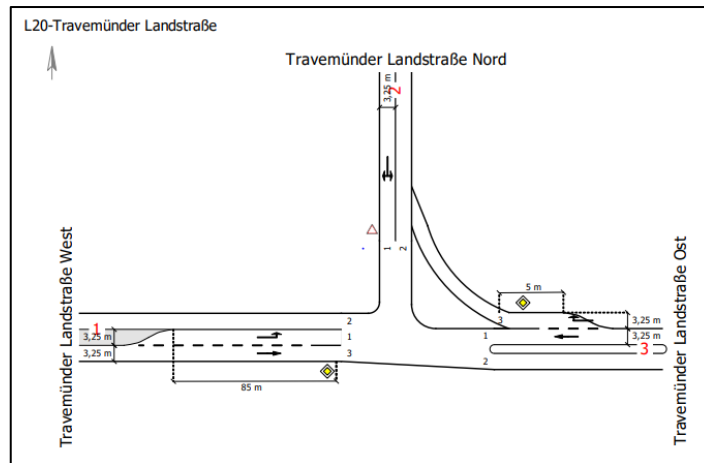 L20-Travemünder Landstraße
Travemünder Landstraße Nord
3,25 m
2
1
2
Travemünder Landstraße West
1
3,25 m
3,25 m
2
1
3
85 m
5 m
3
1
2
3,25 m
3,25 m
3
Travemünder Landstraße Ost